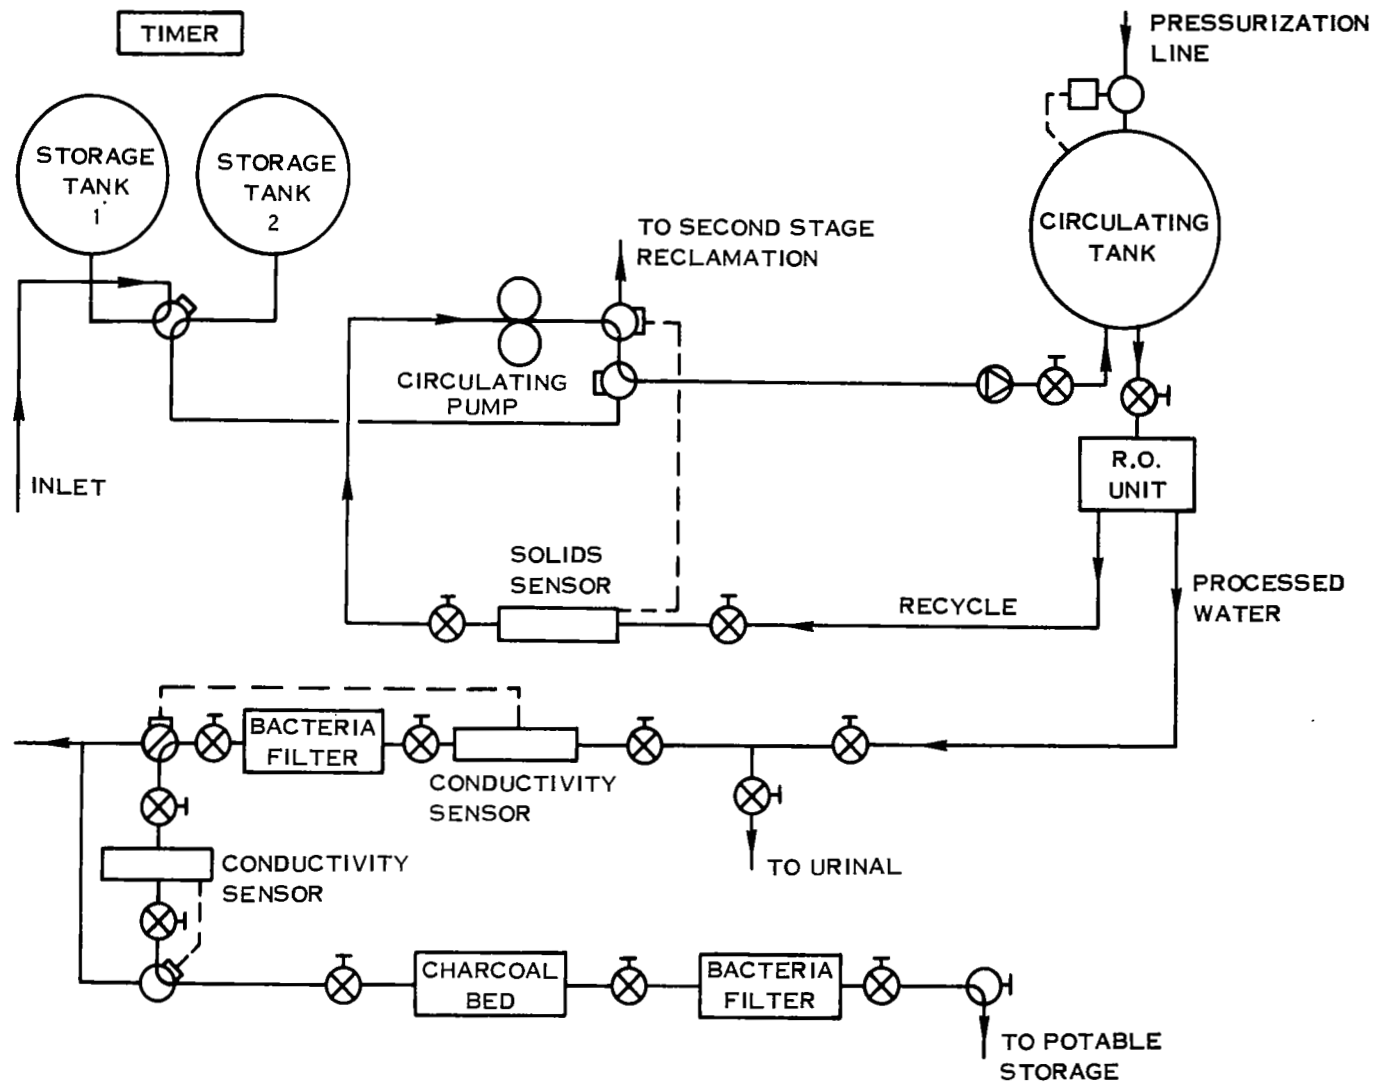 TIMER
PRESSURIZATION
LINE
STORAGE
TANK
1
STORAGE
TANK
2
CIRCULATING
TANK
TO SECOND STAGE
RECLAMATION
CIRCULATING
PUMP
R.O.
UNIT
INLET
SOLIDS
SENSOR
RECYCLE
PROCESSED
WATER
BACTERIA
FILTER
CONDUCTIVITY
SENSOR
TO URINAL
CONDUCTIVITY
SENSOR
CHARCOAL
BED
BACTERIA
FILTER
TO POTABLE
STORAGE